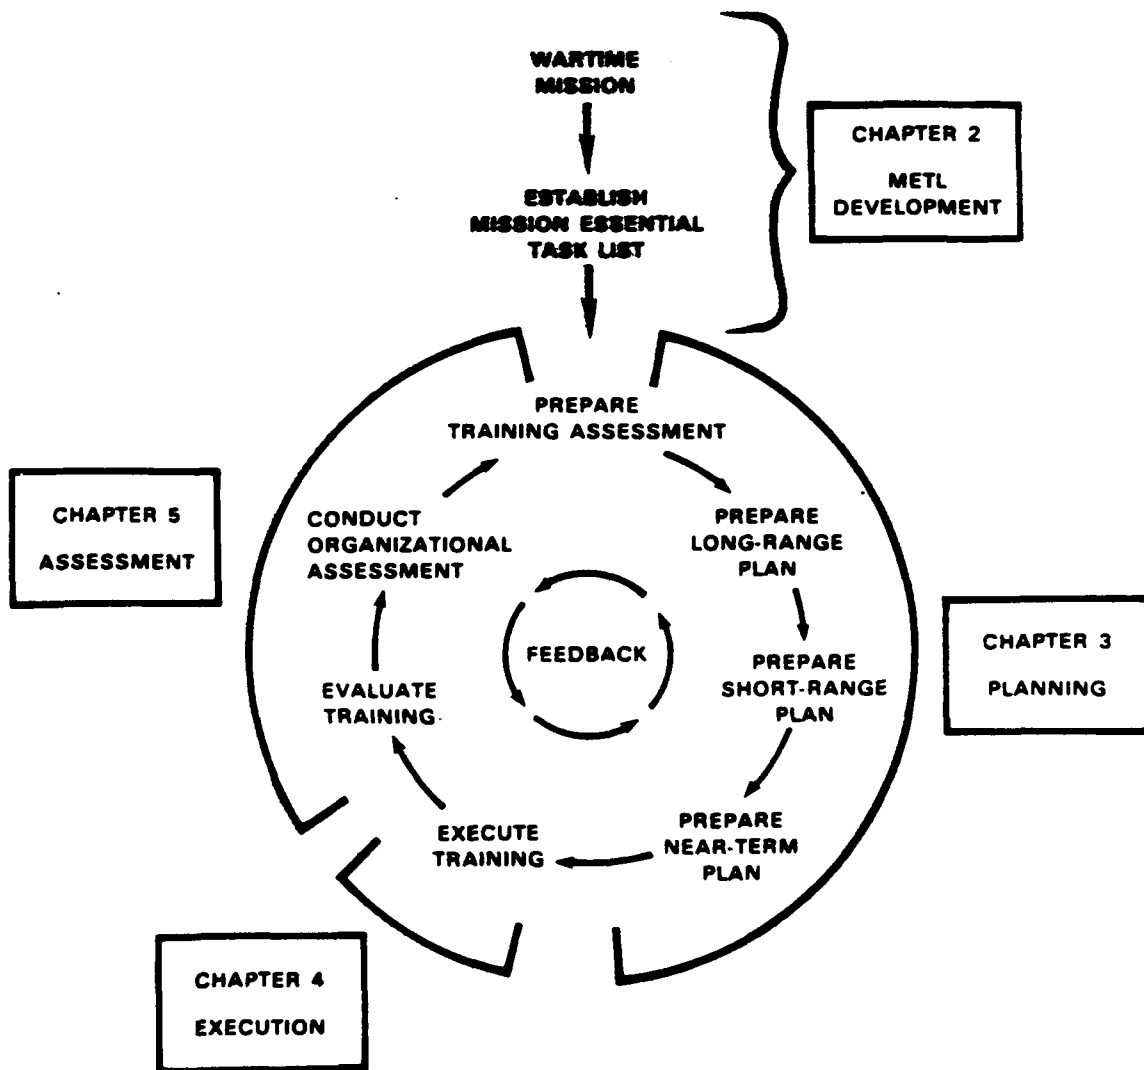 WARTIME
MISSION
ESTABLISH
MISSION ESSENTIAL
TASK LIST
CHAPTER 2
METL
DEVELOPMENT
PREPARE
TRAINING ASSESSMENT
PREPARE
LONG-RANGE
PLAN
PREPARE
SHORT-RANGE
PLAN
CHAPTER 3
PLANNING
PREPARE
NEAR-TERM
PLAN
EXECUTE
TRAINING
CHAPTER 4
EXECUTION
EVALUATE
TRAINING
CONDUCT
ORGANIZATIONAL
ASSESSMENT
CHAPTER 5
ASSESSMENT
FEEDBACK